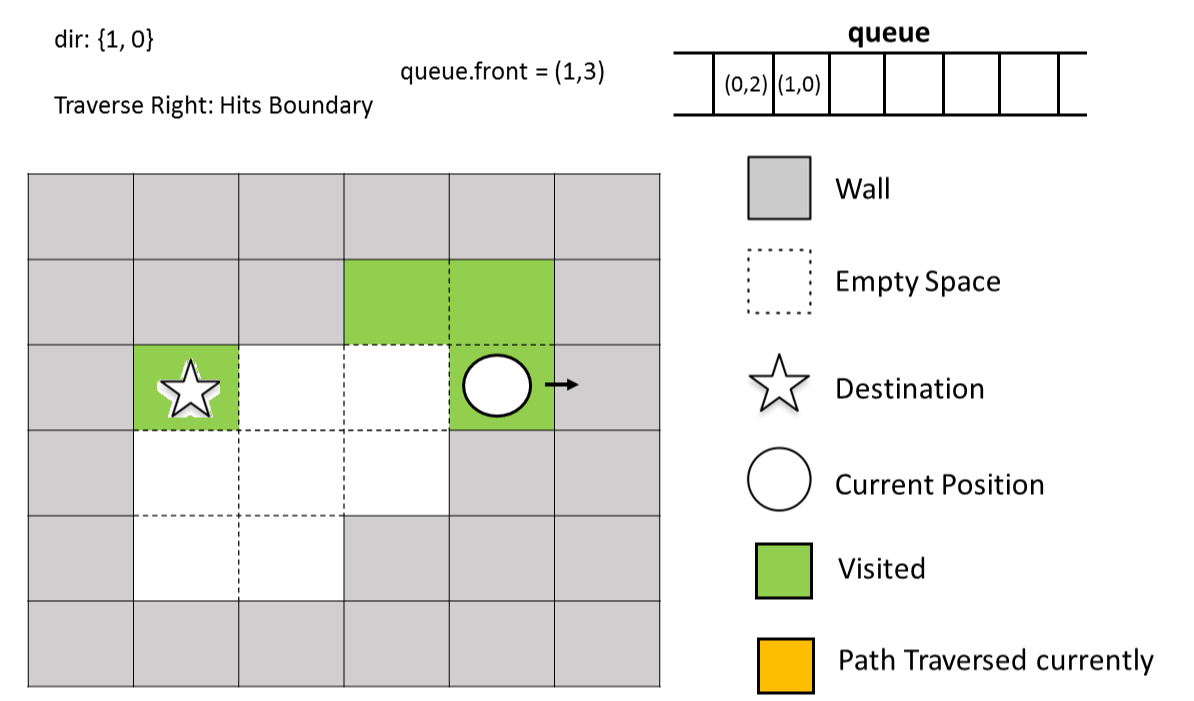 dir: {1, 0}
queue.front = (1,3)
Traverse Right: Hits Boundary
queue
(0,2) (1,0)
Wall
Empty Space
Destination
Current Position
Visited
Path Traversed currently